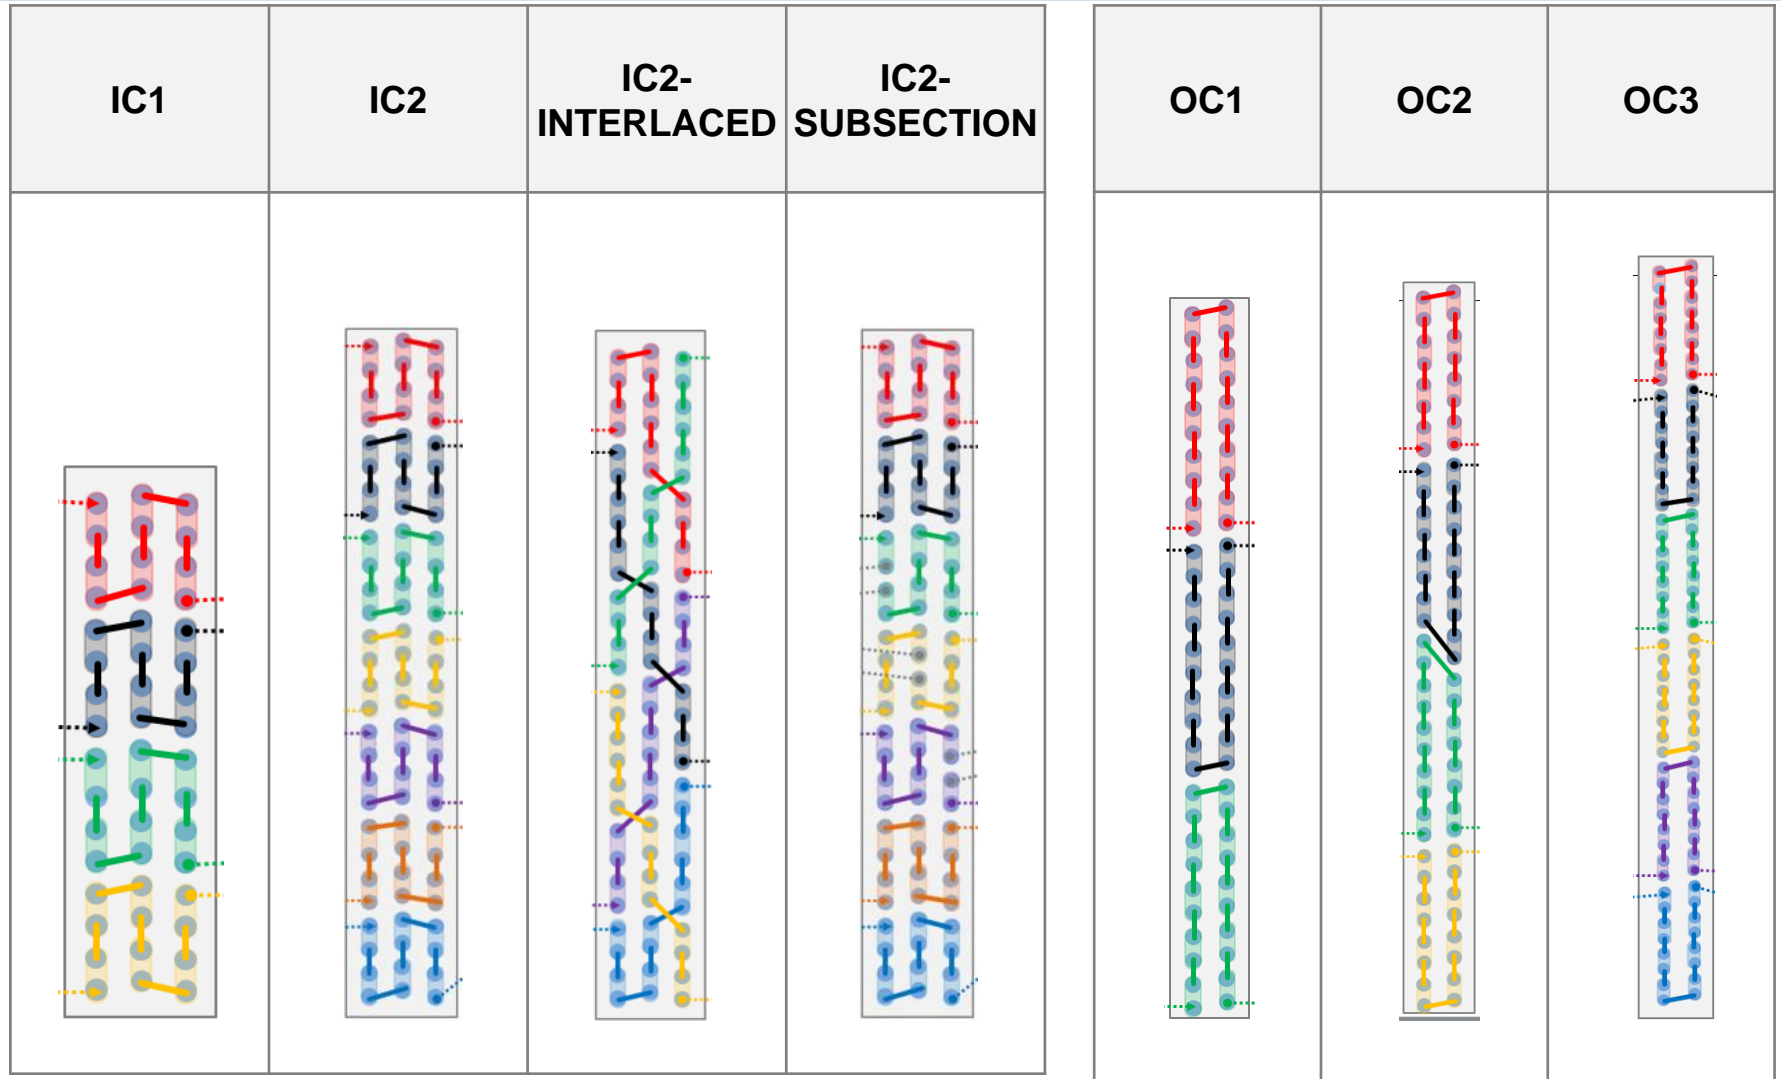 IC1
IC2
IC2-
INTERLACED
IC2-
SUBSECTION
OC1
OC2
OC3